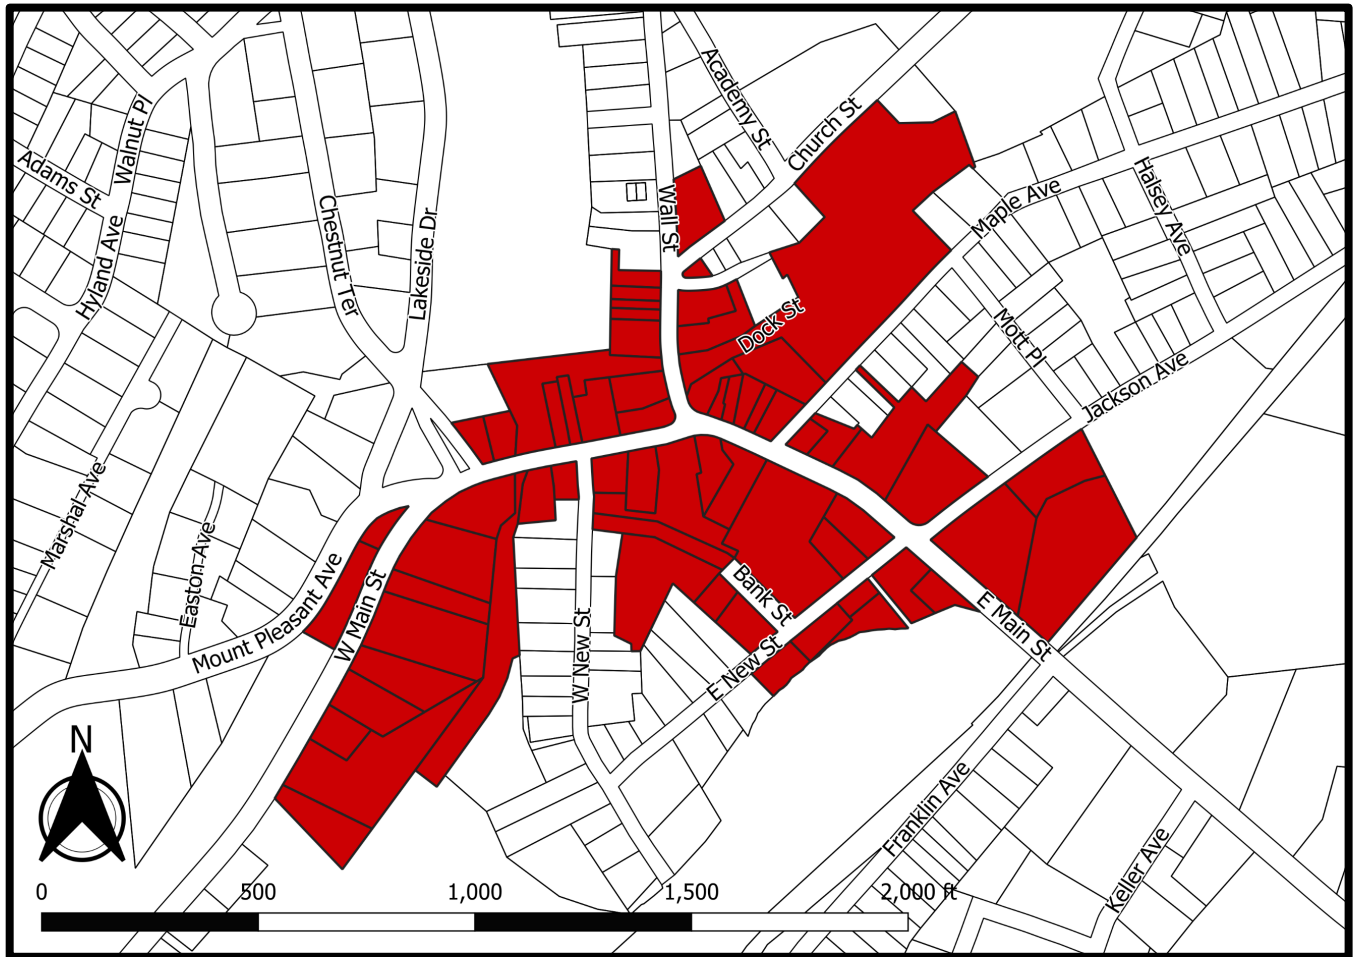 Academy St
Church St
Walnut Pl
Adams St
Halsey Ave
Maple Ave
Wall St
Chestnut Ter
Lakeside Dr
Hyland Ave
Dock St
Mott Pl
Jackson Ave
Marshal Ave
Easton Ave
Mount Pleasant Ave
W Main St
Bank St
E Main St
W New St
E New St
N
Franklin Ave
Keller Ave
0 500 1,000 1,500 2,000 ft